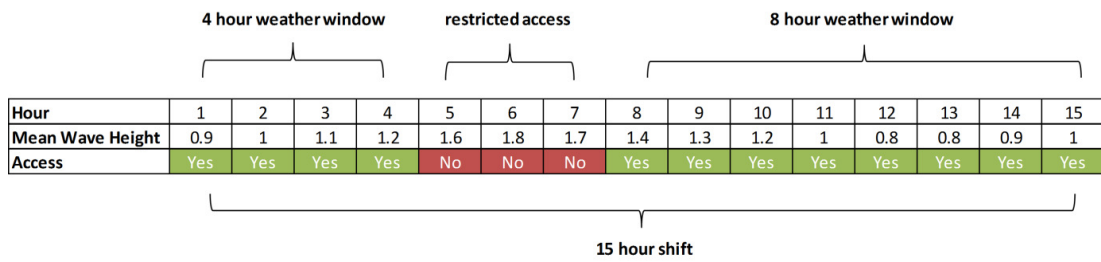 4 hour weather window restricted access 8 hour weather window
Hour 1 2 3 4 5 6 7 8 9 10 11 12 13 14 15
Mean Wave Height 0.9 1 1.1 1.2 1.6 1.8 1.7 1.4 1.3 1.2 1 0.8 0.8 0.9 1
Access Yes Yes Yes Yes No No No Yes Yes Yes Yes Yes Yes Yes Yes
15 hour shift